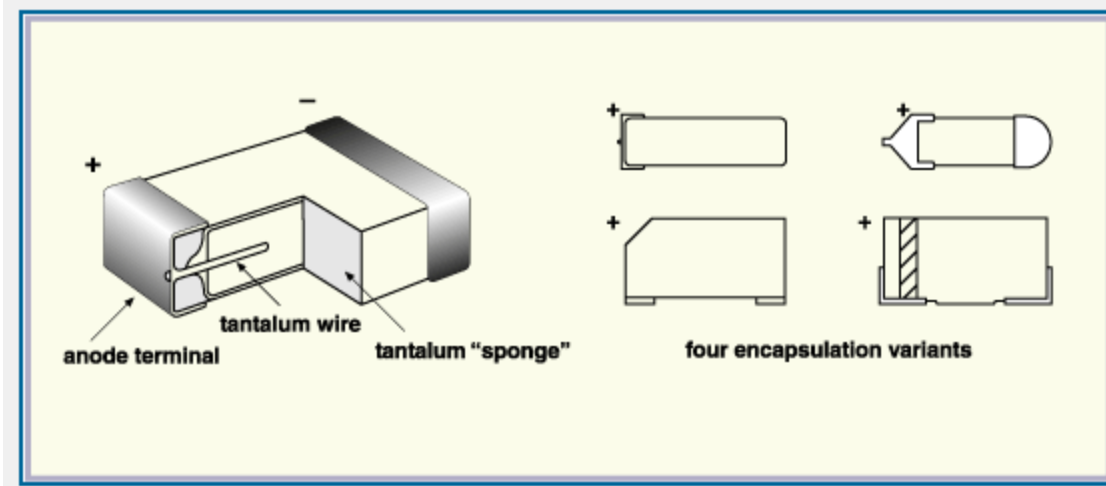 −
+
tantalum wire
anode terminal
tantalum “sponge”
+
+
+
+
four encapsulation variants